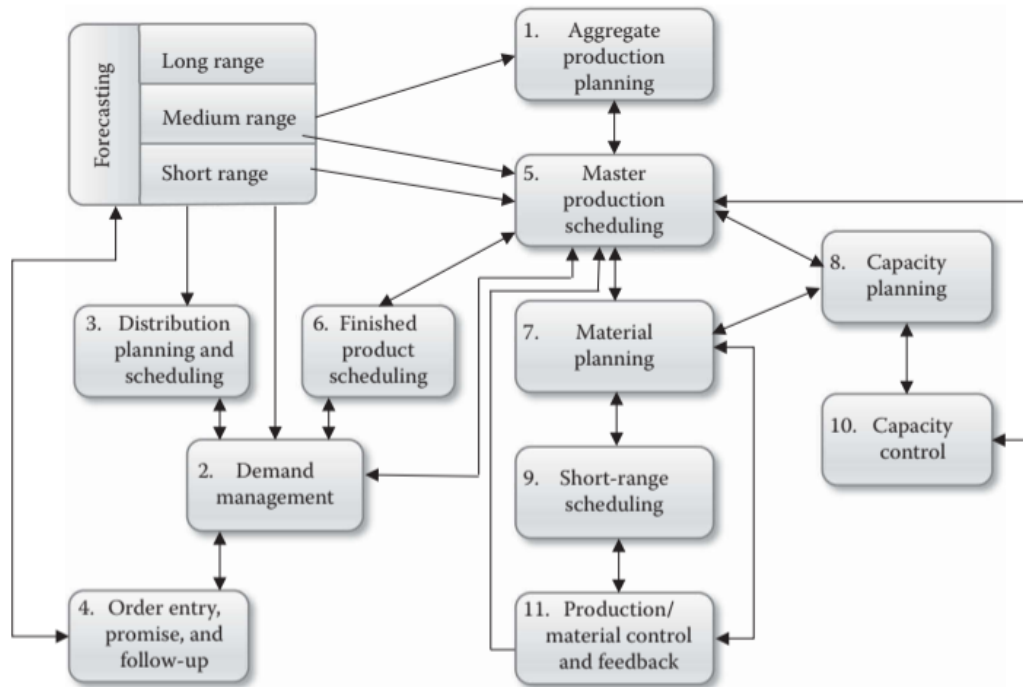 Forecasting
Long range
Medium range
Short range
1. Aggregate
production
planning
5. Master
production
scheduling
8. Capacity
planning
3. Distribution
planning and
scheduling
6. Finished
product
scheduling
7. Material
planning
10. Capacity
control
2. Demand
management
9. Short-range
scheduling
4. Order entry,
promise, and
follow-up
11. Production/
material control
and feedback